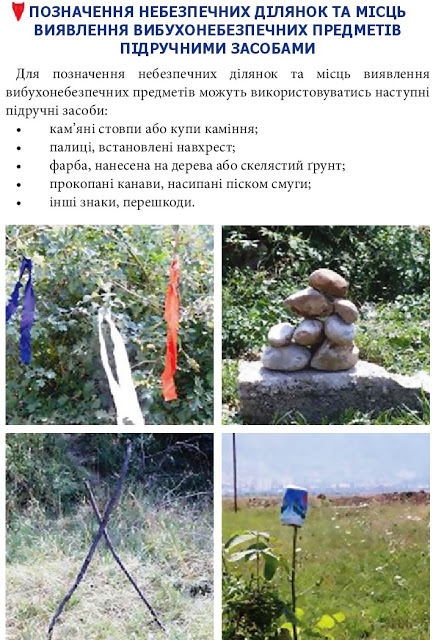 ПОЗНАЧЕННЯ НЕБЕЗПЕЧНИХ ДІЛЯНОК ТА МІСЦЬ
ВИЯВЛЕННЯ ВИБУХОНЕБЕЗПЕЧНИХ ПРЕДМЕТІВ
ПІДРУЧНИМИ ЗАСОБАМИ
Для позначення небезпечних ділянок та місць виявлення
вибухонебезпечних предметів можуть використовуватись наступні
підручні засоби:
• кам’яні стовпи або купи каміння;
• палиці, встановлені навхрест;
• фарба, нанесена на дерева або скелястий ґрунт;
• прокопані канави, насипані піском смуги;
• інші знаки, перешкоди.